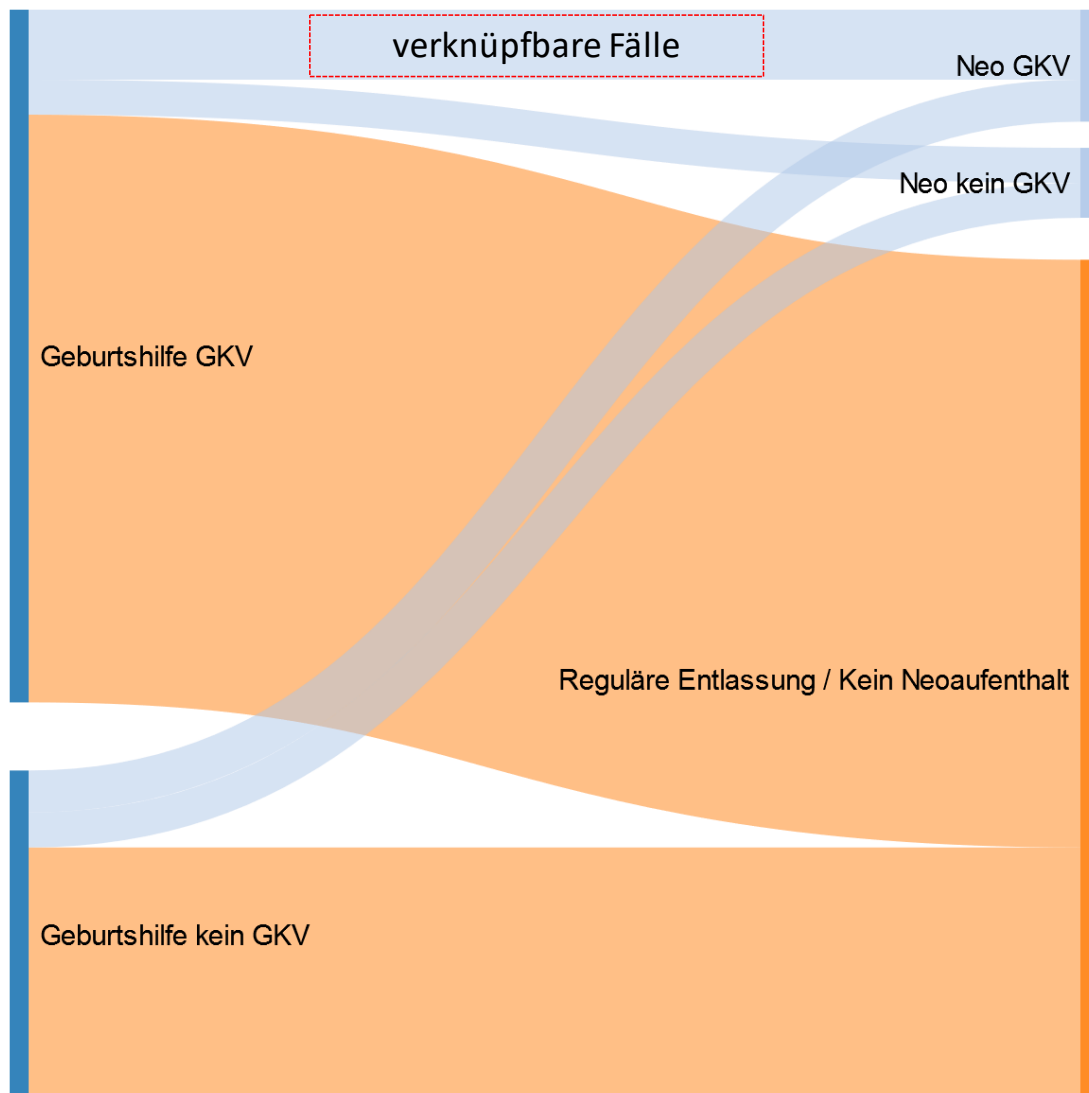 verknüpfbare Fälle
Neo GKV
Neo kein GKV
Geburtshilfe GKV
Reguläre Entlassung / Kein Neoaufenthalt
Geburtshilfe kein GKV